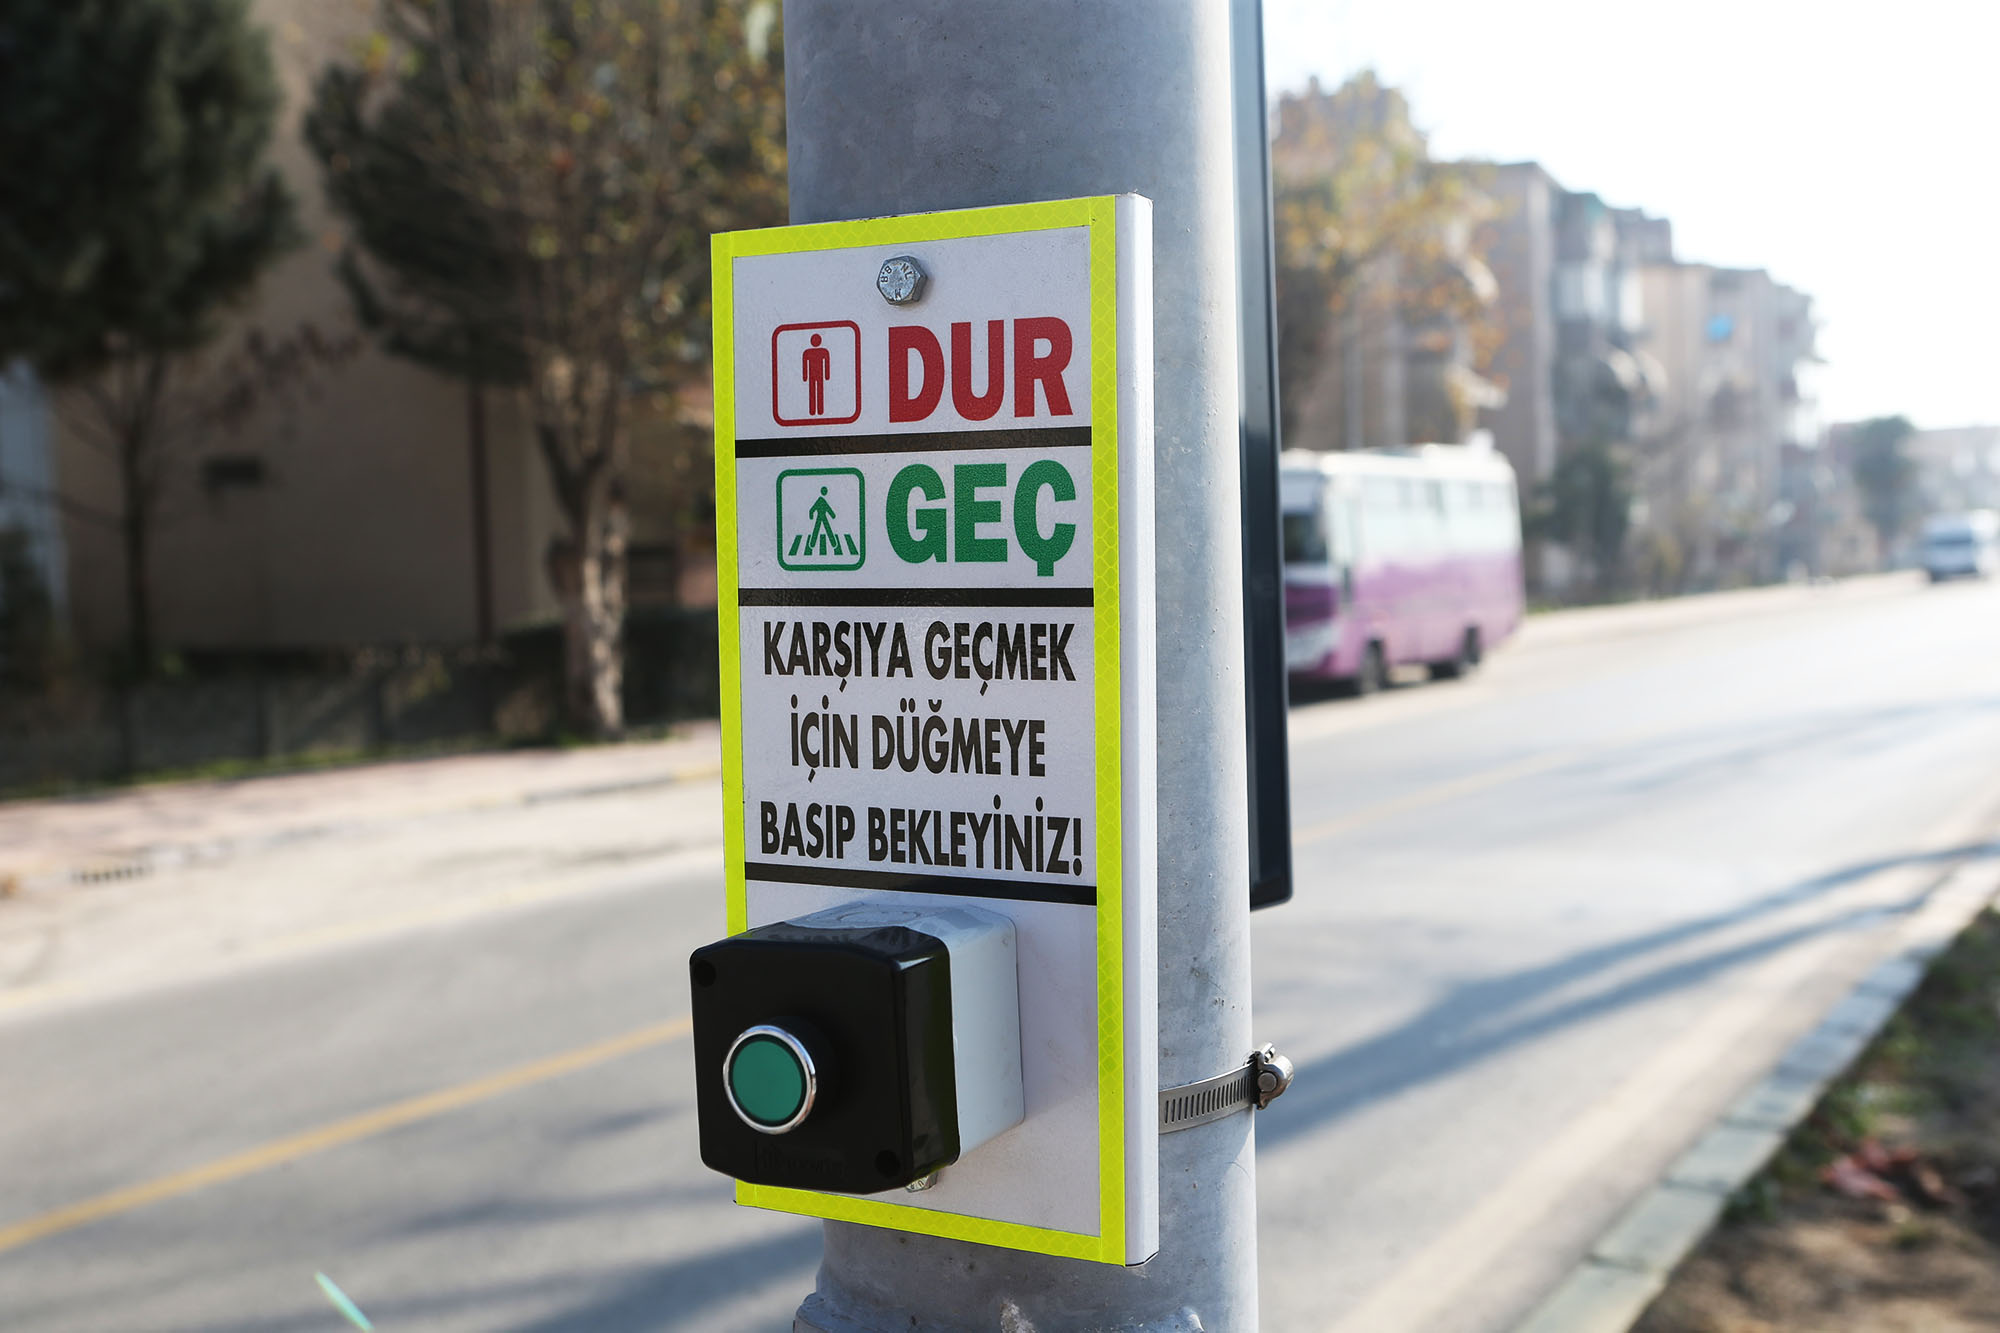 DUR
GEÇ
KARŞIYA GEÇMEK
İÇİN DÜĞMEYE
BASIP BEKLEYİNİZ!